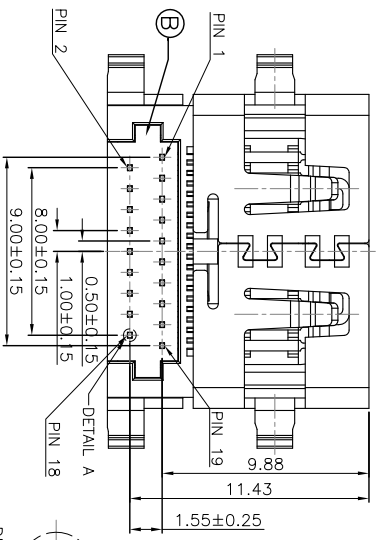 PIN 1
B
PIN 2
9.00±0.15
8.00±0.15
1.00±0.15
0.50±0.15
DETAIL A
PIN 18
PIN 19
9.88
11.43
1.55±0.25